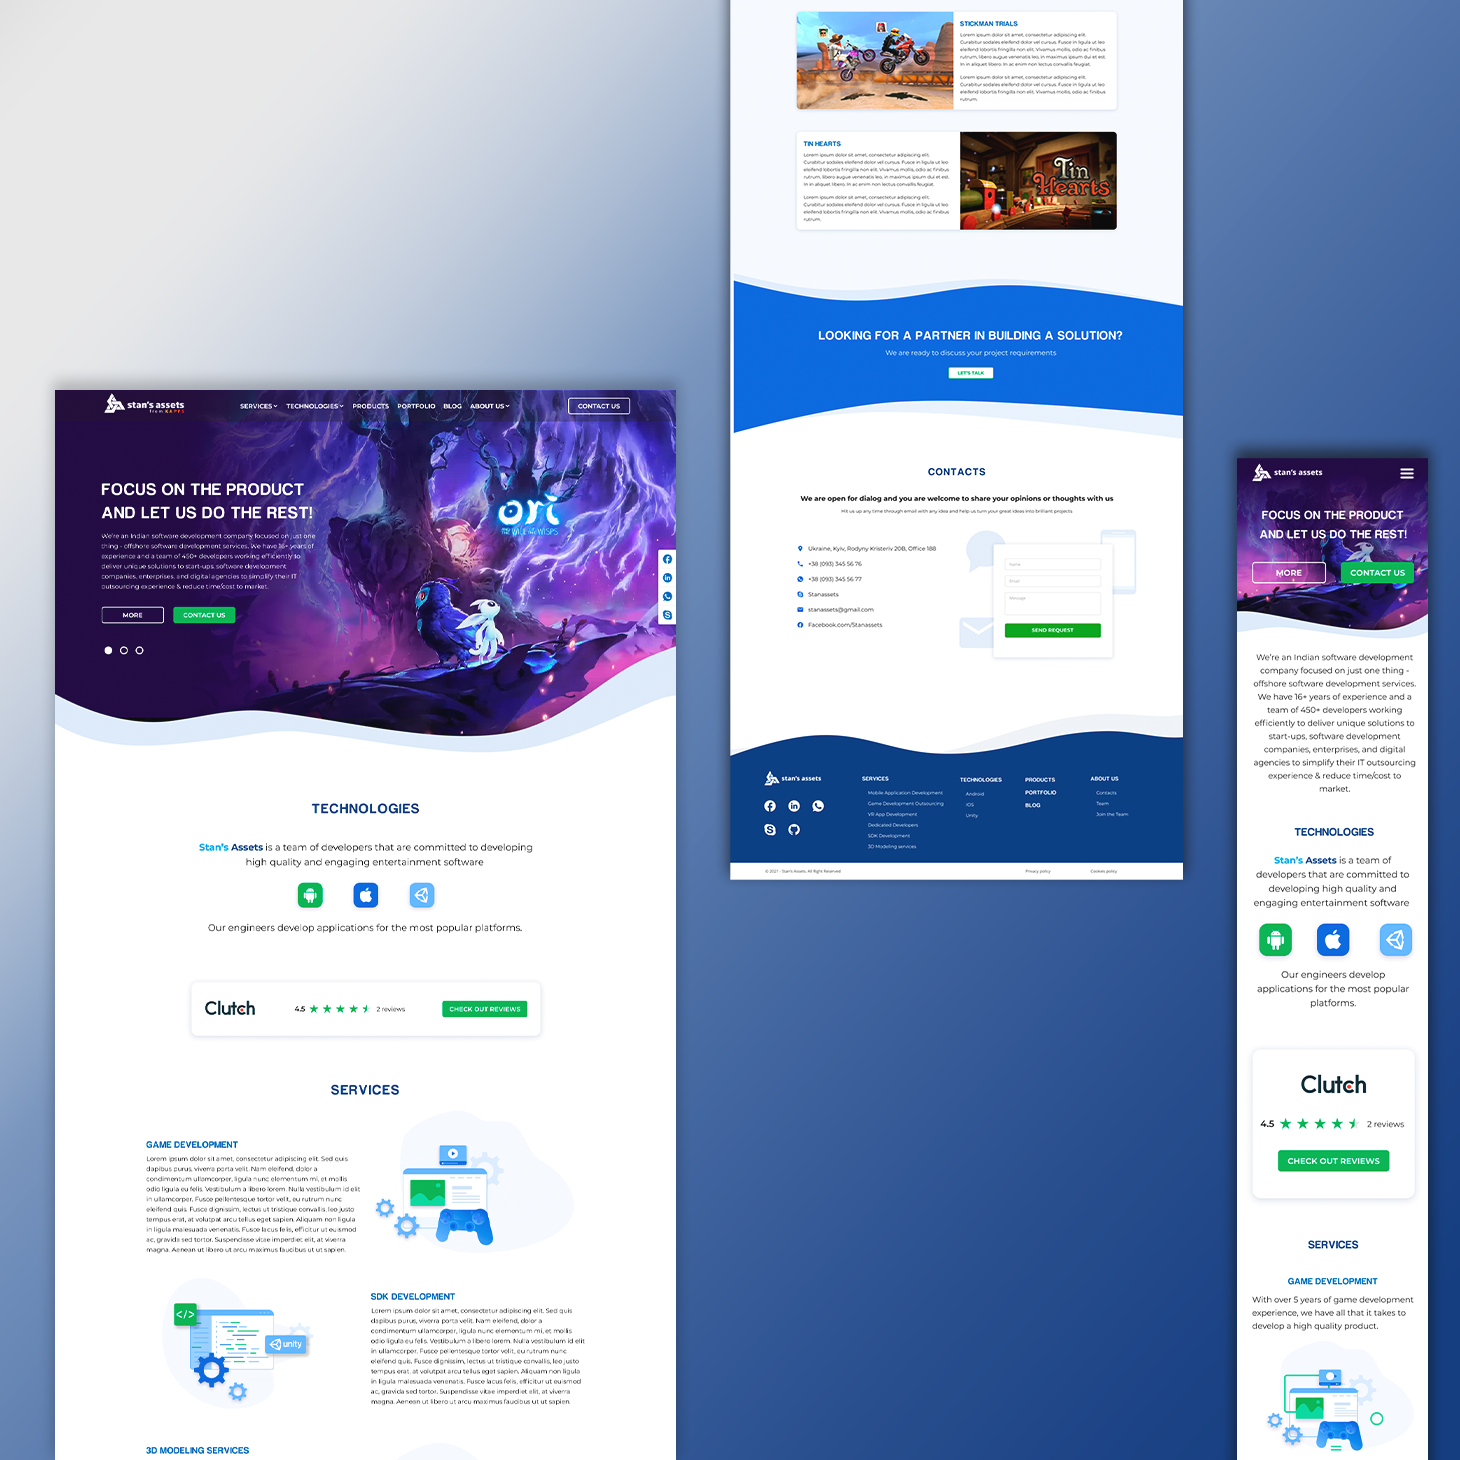 stan's assets
from KAPPS
SERVICES
TECHNOLOGIES
PRODUCTS
PORTFOLIO
BLOG
ABOUT US
CONTACT US
FOCUS ON THE PRODUCT
AND LET US DO THE REST!
We're an Indian software development company focused on just one
thing - offshore software development services. We have 16+ years of
experience and a team of 450+ developers working efficiently to
deliver unique solutions to start-ups, software development
companies, enterprises, and digital agencies to simplify their IT
outsourcing experience & reduce time/cost to market.
MORE
CONTACT US
ori
AND THE WILL OF THE WISPS
TECHNOLOGIES
Stan's Assets is a team of developers that are committed to developing
high quality and engaging entertainment software
Our engineers develop applications for the most popular platforms.
Clutch
4.5
2 reviews
CHECK OUT REVIEWS
SERVICES
GAME DEVELOPMENT
Lorem ipsum dolor sit amet, consectetur adipiscing elit. Sed quis
dapibus purus, viverra porta velit. Nam eleifend, dolor a
condimentum ullamcorper, ligula nunc elementum mi, et mollis
odio ligula eu felis. Vestibulum a libero lorem. Nulla vestibulum id elit
in ullamcorper. Fusce pellentesque tortor velit, eu rutrum nunc
eleifend quis. Fusce dignissim, lectus ut tristique convallis, leo justo
tempus erat, at volutpat arcu tellus eget sapien. Aliquam non ligula
in ligula malesuada venenatis. Fusce lacus felis, efficitur ut euismod
ac, gravida sed tortor. Suspendisse vitae imperdiet elit, at viverra
magna. Aenean ut libero ut arcu maximus faucibus ut ut sapien.
</>
unity
SDK DEVELOPMENT
Lorem ipsum dolor sit amet, consectetur adipiscing elit. Sed quis
dapibus purus, viverra porta velit. Nam eleifend, dolor a
condimentum ullamcorper, ligula nunc elementum mi, et mollis
odio ligula eu felis. Vestibulum a libero lorem. Nulla vestibulum id elit
in ullamcorper. Fusce pellentesque tortor velit, eu rutrum nunc
eleifend quis. Fusce dignissim, lectus ut tristique convallis, leo justo
tempus erat, at volutpat arcu tellus eget sapien. Aliquam non ligula
in ligula malesuada venenatis. Fusce lacus felis, efficitur ut euismod
ac, gravida sed tortor. Suspendisse vitae imperdiet elit, at viverra
magna. Aenean ut libero ut arcu maximus faucibus ut ut sapien.
3D MODELING SERVICES
STICKMAN TRIALS
Lorem ipsum dolor sit amet, consectetur adipiscing elit.
Curabitur sodales eleifend dolor vel cursus. Fusce in ligula ut leo
eleifend lobortis fringilla non elit. Vivamus mollis, odio ac finibus
rutrum, libero augue venenatis leo, in maximus ipsum dui et est.
In in aliquet libero. In ac enim non lectus convallis feugiat.
Lorem ipsum dolor sit amet, consectetur adipiscing elit.
Curabitur sodales eleifend dolor vel cursus. Fusce in ligula ut leo
eleifend lobortis fringilla non elit. Vivamus mollis, odio ac finibus
rutrum.
TIN HEARTS
Lorem ipsum dolor sit amet, consectetur adipiscing elit.
Curabitur sodales eleifend dolor vel cursus. Fusce in ligula ut leo
eleifend lobortis fringilla non elit. Vivamus mollis, odio ac finibus
rutrum, libero augue venenatis leo, in maximus ipsum dui et est.
In in aliquet libero. In ac enim non lectus convallis feugiat.
Lorem ipsum dolor sit amet, consectetur adipiscing elit.
Curabitur sodales eleifend dolor vel cursus. Fusce in ligula ut leo
eleifend lobortis fringilla non elit. Vivamus mollis, odio ac finibus
rutrum.
Tin
Hearts
LOOKING FOR A PARTNER IN BUILDING A SOLUTION?
We are ready to discuss your project requirements
LET'S TALK
CONTACTS
We are open for dialog and you are welcome to share your opinions or thoughts with us
Hit us up any time through email with any idea and help us turn your great ideas into brilliant projects
Ukraine, Kyiv, Rodyny Kristeriv 20B, Office 188
+38 (093) 345 56 76
+38 (093) 345 56 77
Stanassets
stanassets@gmail.com
Facebook.com/Stanassets
Name
Email
Message
SEND REQUEST
stan's assets
SERVICES
Mobile Application Development
Game Development Outsourcing
VR App Development
Dedicated Developers
SDK Development
3D Modeling services
TECHNOLOGIES
Android
iOS
Unity
PRODUCTS
PORTFOLIO
BLOG
ABOUT US
Contacts
Team
Join the Team
© 2021 - Stan's Assets, All Right Reserved
Privacy policy
Cookies policy
stan's assets
FOCUS ON THE PRODUCT
AND LET US DO THE REST!
MORE
CONTACT US
We're an Indian software development
company focused on just one thing -
offshore software development services.
We have 16+ years of experience and a
team of 450+ developers working
efficiently to deliver unique solutions to
start-ups, software development
companies, enterprises, and digital
agencies to simplify their IT outsourcing
experience & reduce time/cost to
market.
TECHNOLOGIES
Stan's Assets is a team of
developers that are committed to
developing high quality and
engaging entertainment software
Our engineers develop
applications for the most popular
platforms.
Clutch
4.5
2 reviews
CHECK OUT REVIEWS
SERVICES
GAME DEVELOPMENT
With over 5 years of game development
experience, we have all that it takes to
develop a high quality product.